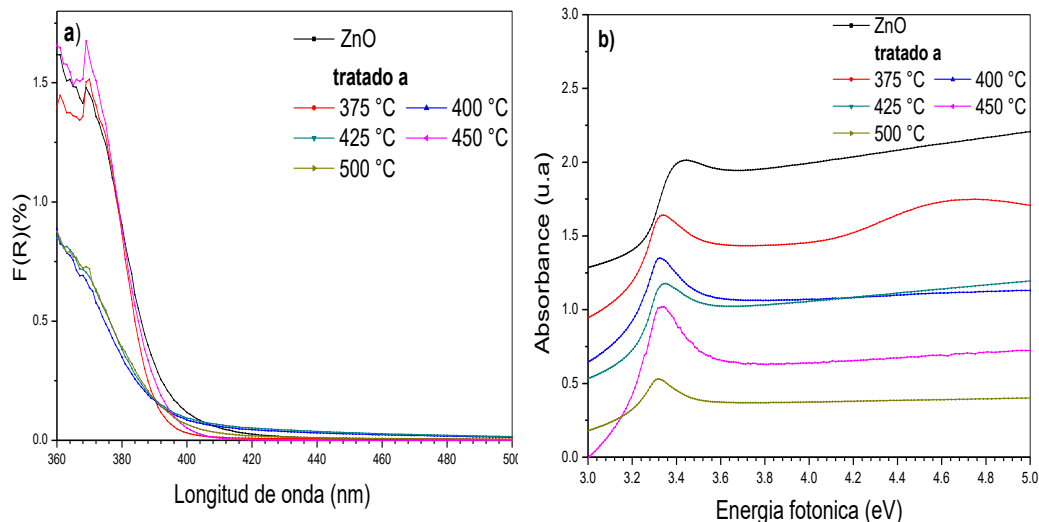 a)
ZnO
tratado a
375 °C 400 °C
425 °C 450 °C
500 °C
F(R)(%)
1.5
1.0
0.5
0.0
360 380 400 420 440 460 480 500
Longitud de onda (nm)
b)
ZnO
tratado a
375 °C 400 °C
425 °C 450 °C
500 °C
Absorbance (u.a)
3.0
2.5
2.0
1.5
1.0
0.5
0.0
3.0 3.2 3.4 3.6 3.8 4.0 4.2 4.4 4.6 4.8 5.0
Energia fotonica (eV)